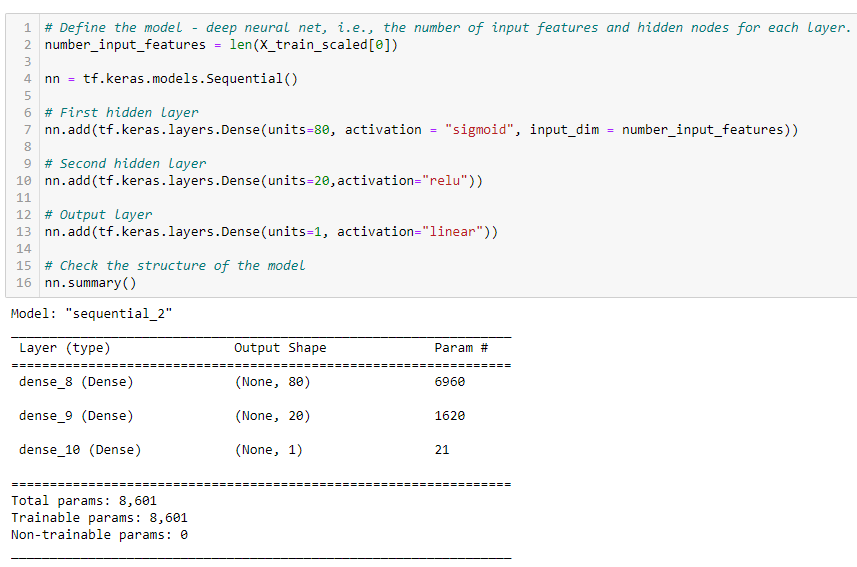 1 # Define the model - deep neural net, i.e., the number of input features and hidden nodes for each layer.
2 number_input_features = len(X_train_scaled[0])
3
4 nn = tf.keras.models.Sequential()
5
6 # First hidden layer
7 nn.add(tf.keras.layers.Dense(units=80, activation = "sigmoid", input_dim = number_input_features))
8
9 # Second hidden layer
10 nn.add(tf.keras.layers.Dense(units=20,activation="relu"))
11
12 # Output layer
13 nn.add(tf.keras.layers.Dense(units=1, activation="linear"))
14
15 # Check the structure of the model
16 nn.summary()
Model: "sequential_2"
_________________________________________________________________
Layer (type) Output Shape Param #
=================================================================
dense_8 (Dense) (None, 80) 6960
dense_9 (Dense) (None, 20) 1620
dense_10 (Dense) (None, 1) 21
=================================================================
Total params: 8,601
Trainable params: 8,601
Non-trainable params: 0
_________________________________________________________________